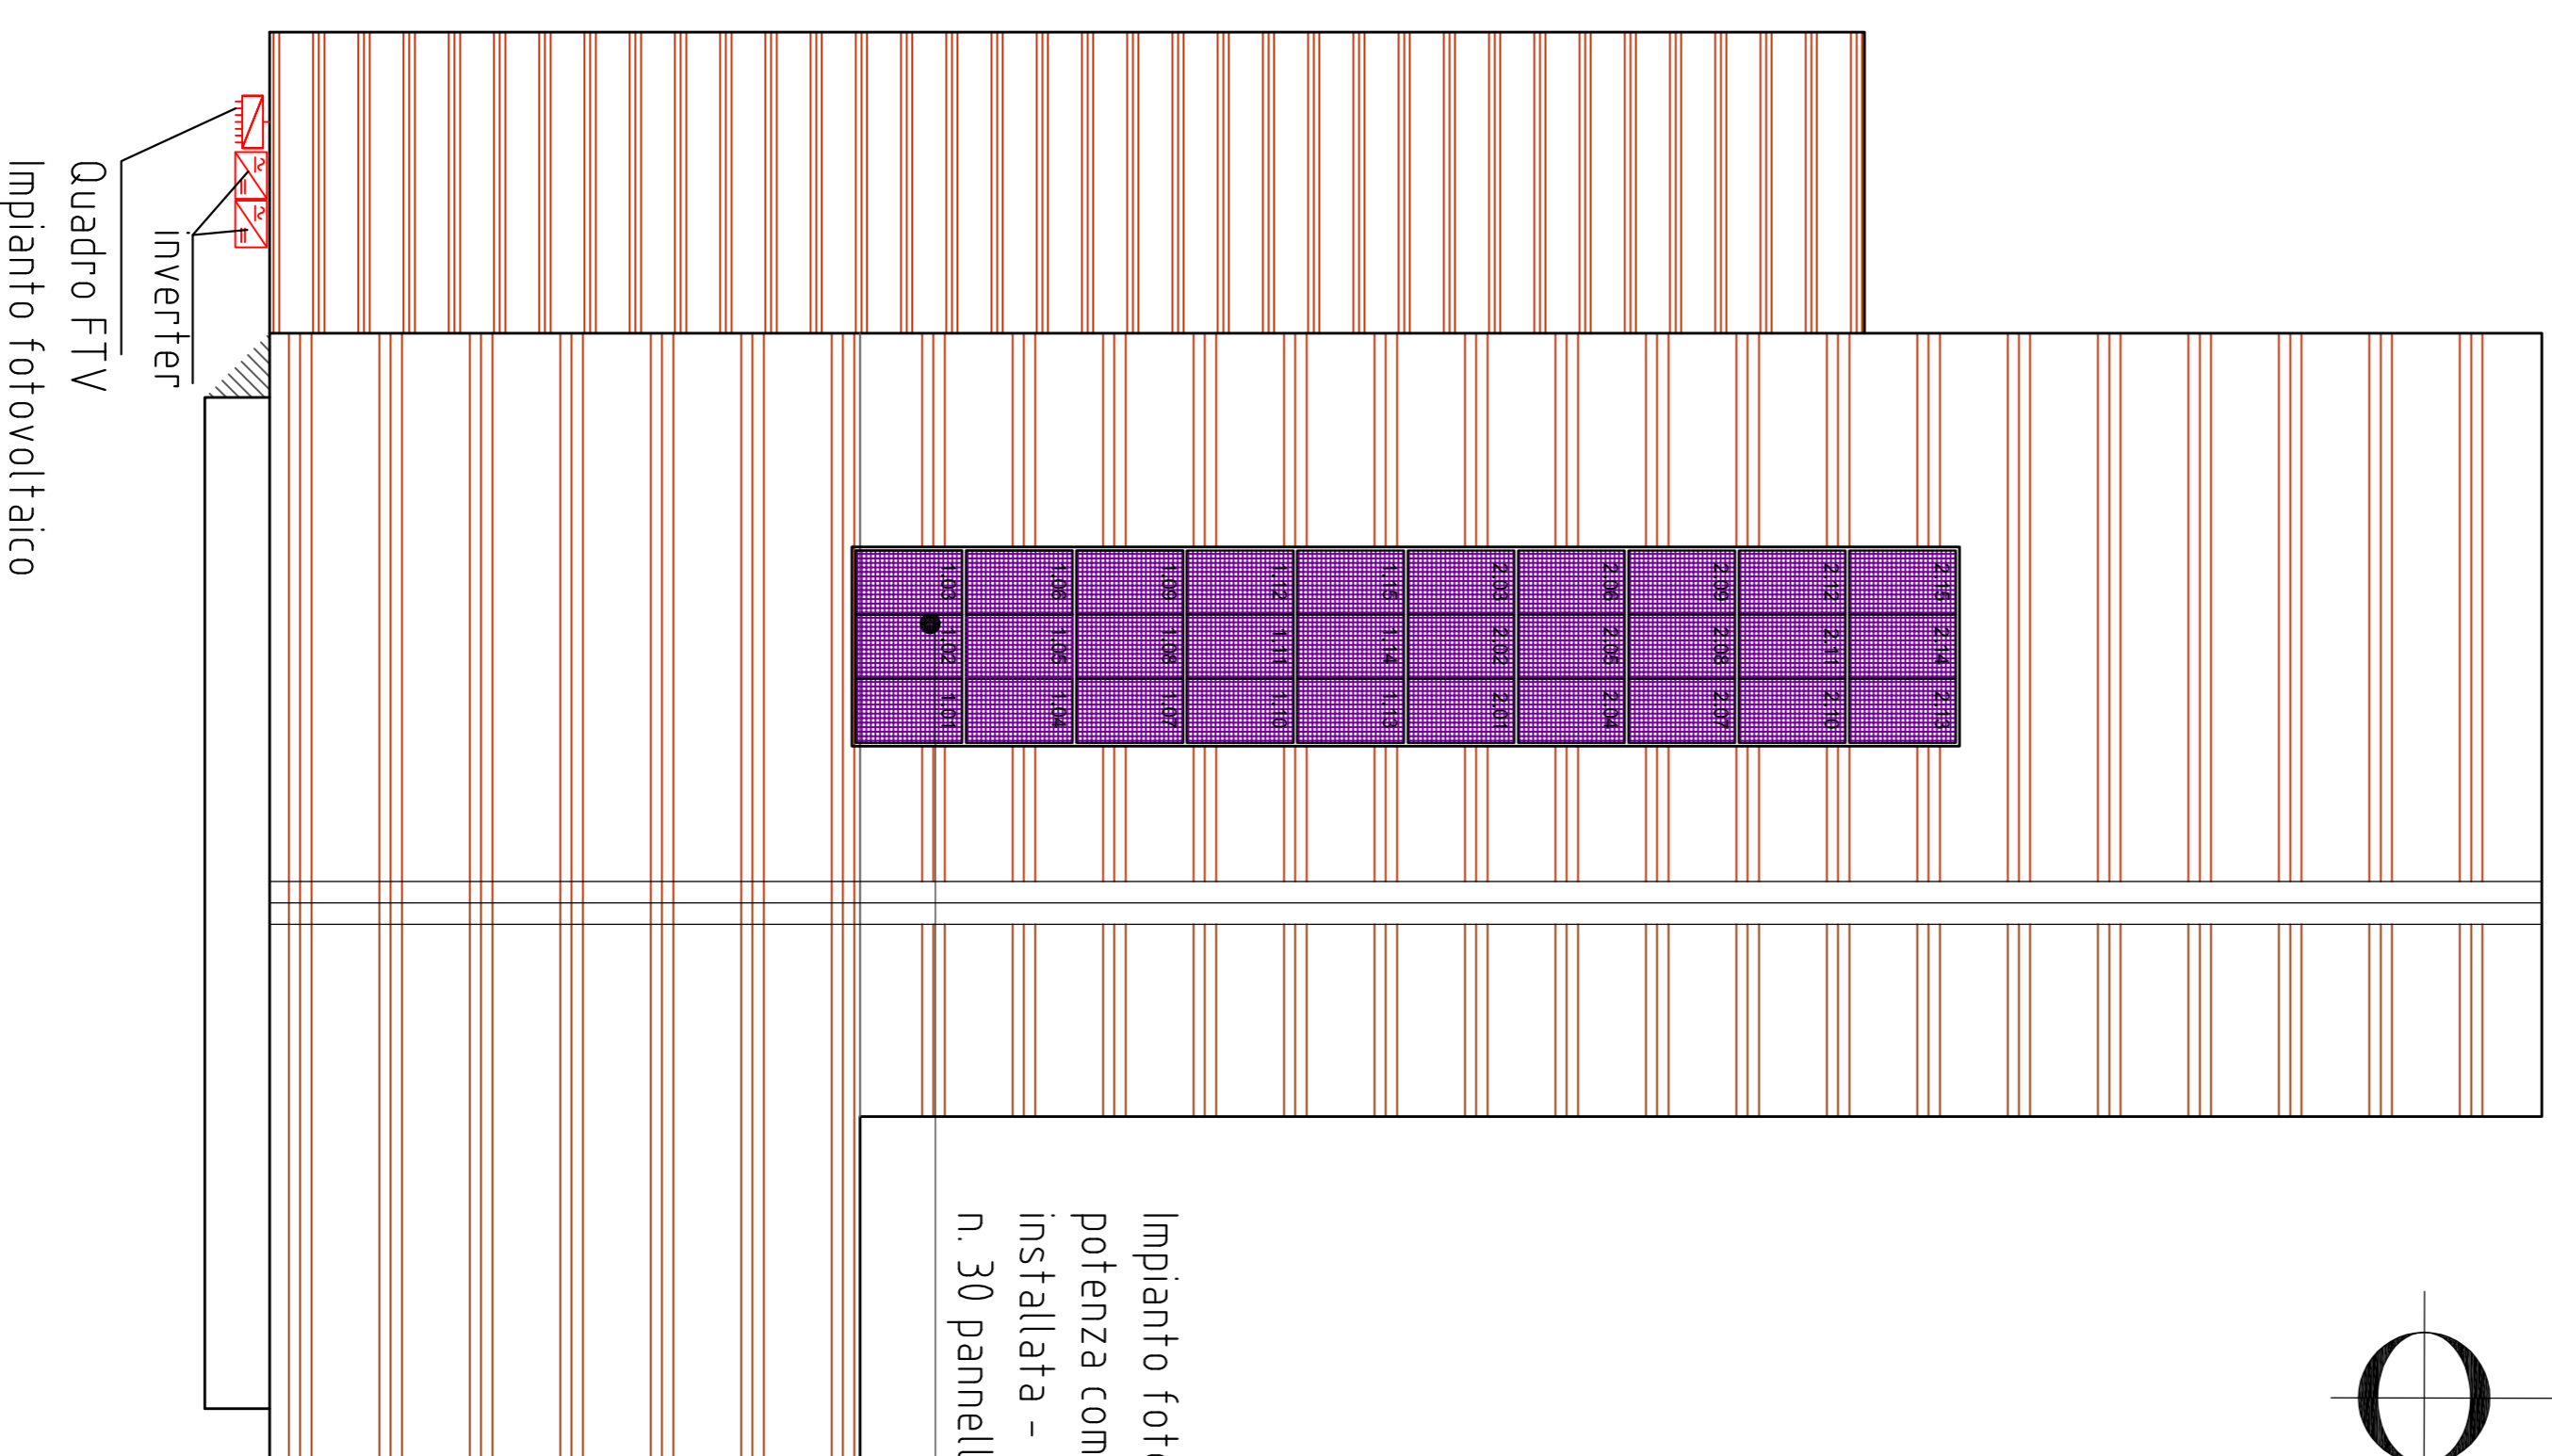 inverter
Quadro FTV
Impianto fotovoltaico
1.03 1.06 1.09 1.12 1.15 2.03 2.06 2.09 2.12 2.15
1.02 1.05 1.08 1.11 1.14 2.02 2.05 2.08 2.11 2.14
1.01 1.04 1.07 1.10 1.13 2.01 2.04 2.07 2.10 2.13
Impianto foto
potenza com
installata -
n. 30 pannell
O